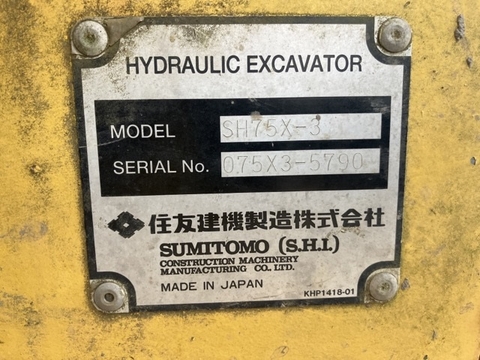 HYDRAULIC EXCAVATOR
MODEL SH75X-3
SERIAL No. 075X3-5790
住友建機製造株式会社
SUMITOMO (S.H.I.)
CONSTRUCTION MACHINERY
MANUFACTURING CO., LTD.
MADE IN JAPAN
KHP1418-01